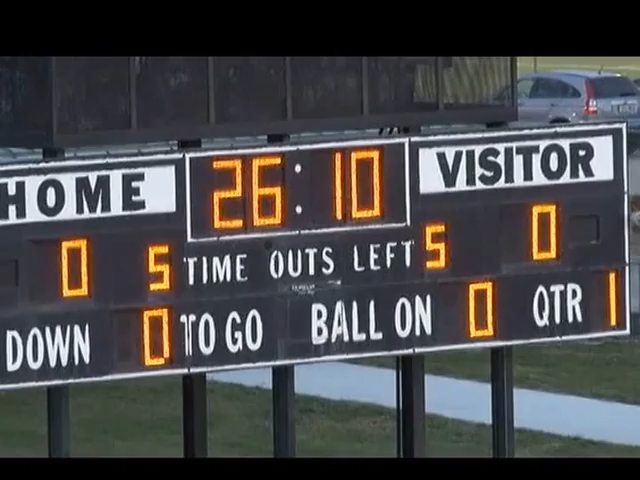 HOME 26:10 VISITOR
0 5 TIME OUTS LEFT 5 0
DOWN 0 TO GO BALL ON 0 QTR 1